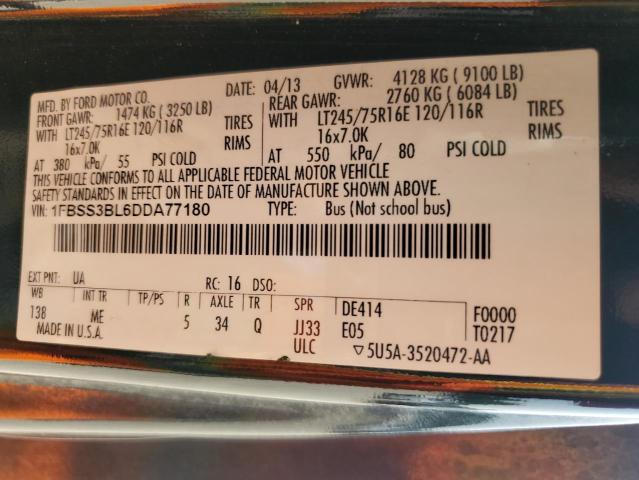 MFD. BY FORD MOTOR CO. DATE: 04/13 GVWR: 4128 KG ( 9100 LB)
FRONT GAWR: 1474 KG ( 3250 LB) REAR GAWR: 2760 KG ( 6084 LB)
WITH LT245/75R16E 120/116R TIRES WITH LT245/75R16E 120/116R TIRES
16x7.0K RIMS 16x7.0K RIMS
AT 380 kPa/ 55 PSI COLD AT 550 kPa/ 80 PSI COLD
THIS VEHICLE CONFORMS TO ALL APPLICABLE FEDERAL MOTOR VEHICLE
SAFETY STANDARDS IN EFFECT ON THE DATE OF MANUFACTURE SHOWN ABOVE.
VIN: 1FBSS3BL6DDA77180 TYPE: Bus (Not school bus)
EXT PNT: UA RC: 16 DSO:
WB INT TR TP/PS R AXLE TR SPR DE414 F0000
138 ME 5 34 Q JJ33 E05 T0217
MADE IN U.S.A. ULC ▽5U5A-3520472-AA